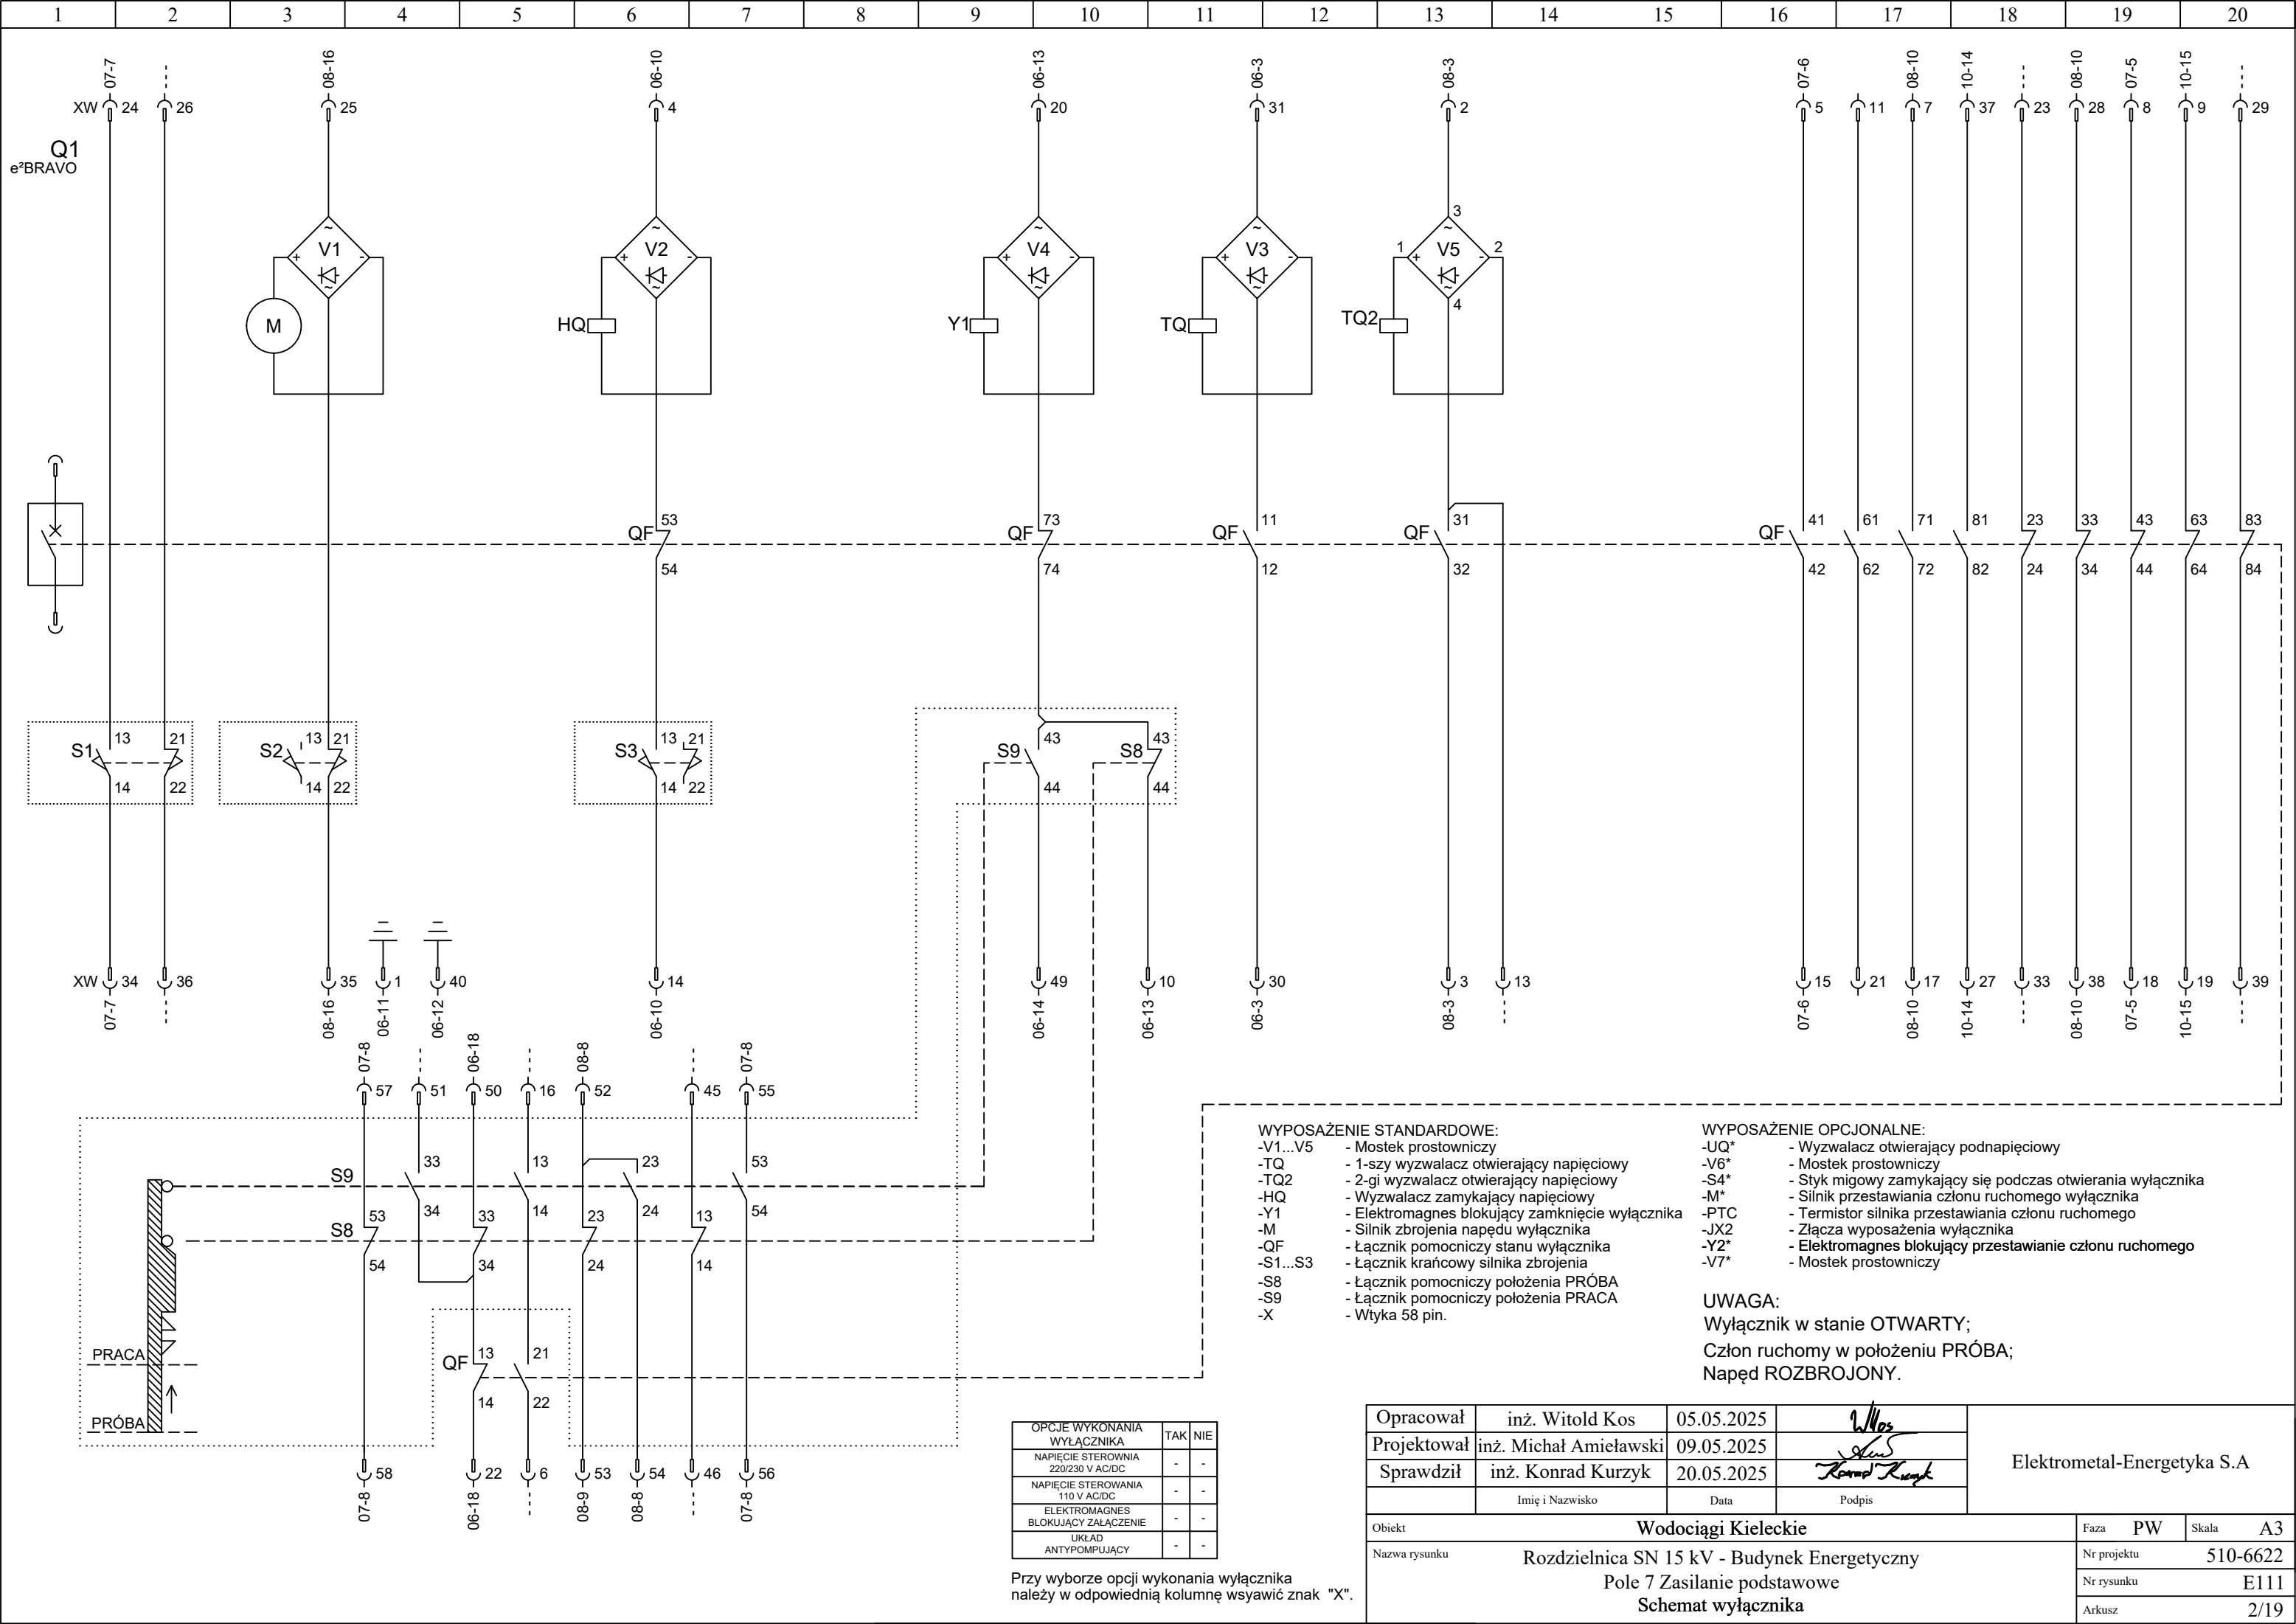 1 2 3 4 5 6 7 8 9 10 11 12 13 14 15 16 17 18 19 20
07-7 ---- 08-16 06-10 06-13 06-3 08-3 07-6 08-10 10-14 ---- 08-10 07-5 10-15 ----
XW 24 26 25 4 20 31 2 5 11 7 37 23 28 8 9 29
Q1
e²BRAVO
3
~ ~ ~ ~ ~
V1 V2 V4 V3 1 V5 2
+ - + - + - + - + -
~ ~ ~ ~ ~
4
M HQ Y1 TQ TQ2
53 73 11 31 41 61 71 81 23 33 43 63 83
QF QF QF QF QF
54 74 12 32 42 62 72 82 24 34 44 64 84
13 21 13 21 13 21 43 43
S1 S2 S3 S9 S8
14 22 14 22 14 22 44 44
XW 34 36 35 1 40 14 49 10 30 3 13 15 21 17 27 33 38 18 19 39
07-7 ---- 08-16 06-11 06-12 06-10 06-14 06-13 06-3 08-3 ---- 07-6 08-10 10-14 ---- 08-10 07-5 10-15 ----
07-8 ---- 06-18 ---- 08-8 ---- 07-8
57 51 50 16 52 45 55
33 13 23 53
S9
34 14 24 54
53 33 23 13
S8
54 34 24 14
PRACA
13 21
QF
14 22
PRÓBA
58 22 6 53 54 46 56
07-8 06-18 ---- 08-9 08-8 ---- 07-8
WYPOSAŻENIE STANDARDOWE:
-V1...V5 - Mostek prostowniczy
-TQ - 1-szy wyzwalacz otwierający napięciowy
-TQ2 - 2-gi wyzwalacz otwierający napięciowy
-HQ - Wyzwalacz zamykający napięciowy
-Y1 - Elektromagnes blokujący zamknięcie wyłącznika
-M - Silnik zbrojenia napędu wyłącznika
-QF - Łącznik pomocniczy stanu wyłącznika
-S1...S3 - Łącznik krańcowy silnika zbrojenia
-S8 - Łącznik pomocniczy położenia PRÓBA
-S9 - Łącznik pomocniczy położenia PRACA
-X - Wtyka 58 pin.
WYPOSAŻENIE OPCJONALNE:
-UQ* - Wyzwalacz otwierający podnapięciowy
-V6* - Mostek prostowniczy
-S4* - Styk migowy zamykający się podczas otwierania wyłącznika
-M* - Silnik przestawiania członu ruchomego wyłącznika
-PTC - Termistor silnika przestawiania członu ruchomego
-JX2 - Złącza wyposażenia wyłącznika
-Y2* - Elektromagnes blokujący przestawianie członu ruchomego
-V7* - Mostek prostowniczy
UWAGA:
Wyłącznik w stanie OTWARTY;
Człon ruchomy w położeniu PRÓBA;
Napęd ROZBROJONY.
OPCJE WYKONANIA
WYŁĄCZNIKA TAK NIE
NAPIĘCIE STEROWNIA
220/230 V AC/DC - -
NAPIĘCIE STEROWANIA
110 V AC/DC - -
ELEKTROMAGNES
BLOKUJĄCY ZAŁĄCZENIE - -
UKŁAD
ANTYPOMPUJĄCY - -
Przy wyborze opcji wykonania wyłącznika
należy w odpowiednią kolumnę wsyawić znak "X".
Opracował inż. Witold Kos 05.05.2025
Projektował inż. Michał Amieławski 09.05.2025
Sprawdził inż. Konrad Kurzyk 20.05.2025 Konrad Kurzyk
Imię i Nazwisko Data Podpis
Elektrometal-Energetyka S.A
Obiekt Wodociągi Kieleckie Faza PW Skala A3
Nazwa rysunku Rozdzielnica SN 15 kV - Budynek Energetyczny
Pole 7 Zasilanie podstawowe
Schemat wyłącznika
Nr projektu 510-6622
Nr rysunku E111
Arkusz 2/19